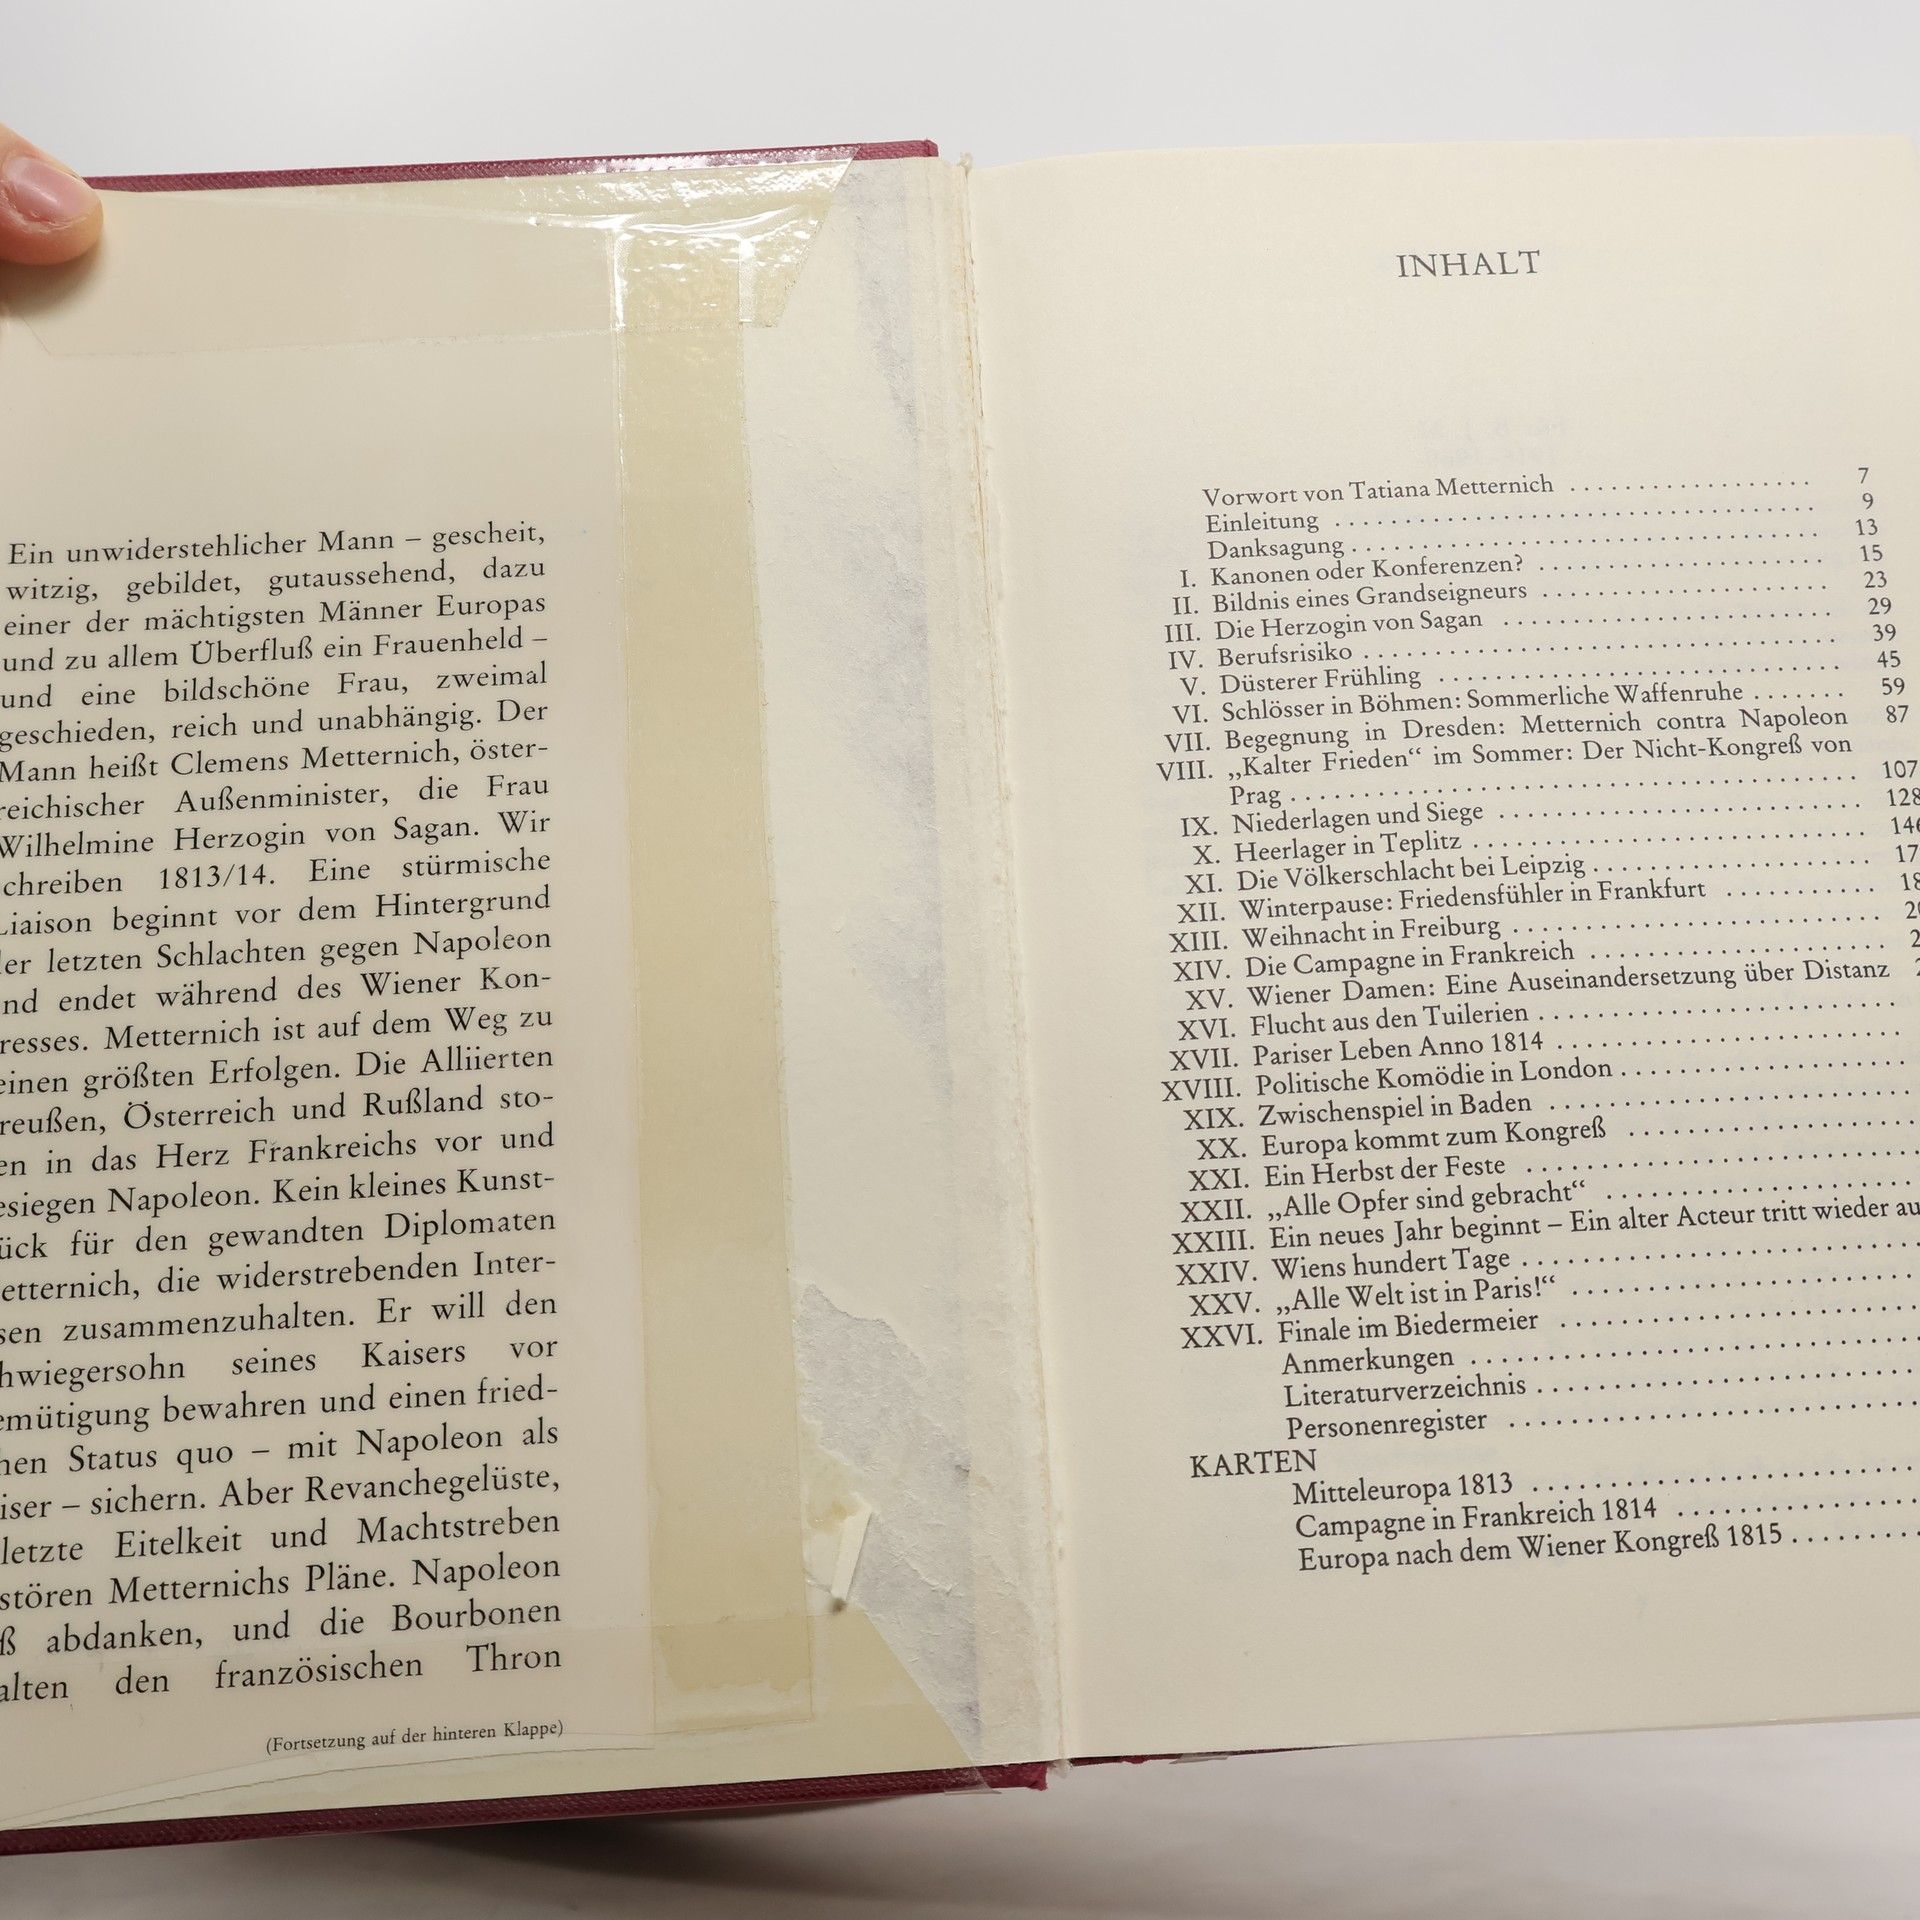 Ein unwiderstehlicher Mann – gescheit,
witzig, gebildet, gutaussehend, dazu
einer der mächtigsten Männer Europas
und zu allem Überfluß ein Frauenheld –
und eine bildschöne Frau, zweimal
geschieden, reich und unabhängig. Der
Mann heißt Clemens Metternich, öster-
reichischer Außenminister, die Frau
Wilhelmine Herzogin von Sagan. Wir
chreiben 1813/14. Eine stürmische
Liaison beginnt vor dem Hintergrund
der letzten Schlachten gegen Napoleon
nd endet während des Wiener Kon-
resses. Metternich ist auf dem Weg zu
einen größten Erfolgen. Die Alliierten
reußen, Österreich und Rußland sto-
en in das Herz Frankreichs vor und
esiegen Napoleon. Kein kleines Kunst-
ück für den gewandten Diplomaten
etternich, die widerstrebenden Inter-
sen zusammenzuhalten. Er will den
hwiegersohn seines Kaisers vor
emütigung bewahren und einen fried-
hen Status quo – mit Napoleon als
iser – sichern. Aber Revanchegelüste,
letzte Eitelkeit und Machtstreben
stören Metternichs Pläne. Napoleon
ß abdanken, und die Bourbonen
alten den französischen Thron
(Fortsetzung auf der hinteren Klappe)
INHALT
Vorwort von Tatiana Metternich . . . . . . . . . . . . . . . . . . 7
Einleitung . . . . . . . . . . . . . . . . . . . . . . . . . . . . . . 9
Danksagung . . . . . . . . . . . . . . . . . . . . . . . . . . . . . 13
I. Kanonen oder Konferenzen? . . . . . . . . . . . . . . . . . . 15
II. Bildnis eines Grandseigneurs . . . . . . . . . . . . . . . . . . 23
III. Die Herzogin von Sagan . . . . . . . . . . . . . . . . . . . . . 29
IV. Berufsrisiko . . . . . . . . . . . . . . . . . . . . . . . . . . . . 39
V. Düsterer Frühling . . . . . . . . . . . . . . . . . . . . . . . . 45
VI. Schlösser in Böhmen: Sommerliche Waffenruhe . . . . . . . 59
VII. Begegnung in Dresden: Metternich contra Napoleon 87
VIII. „Kalter Frieden“ im Sommer: Der Nicht-Kongreß von
Prag . . . . . . . . . . . . . . . . . . . . . . . . . . . . . . . . . 107
IX. Niederlagen und Siege . . . . . . . . . . . . . . . . . . . . . . 128
X. Heerlager in Teplitz . . . . . . . . . . . . . . . . . . . . . . . 146
XI. Die Völkerschlacht bei Leipzig . . . . . . . . . . . . . . . . 17
XII. Winterpause: Friedensfühler in Frankfurt . . . . . . . . . . 18
XIII. Weihnacht in Freiburg . . . . . . . . . . . . . . . . . . . . . 20
XIV. Die Campagne in Frankreich . . . . . . . . . . . . . . . . . 2
XV. Wiener Damen: Eine Auseinandersetzung über Distanz 2
XVI. Flucht aus den Tuilerien . . . . . . . . . . . . . . . . . . . .
XVII. Pariser Leben Anno 1814 . . . . . . . . . . . . . . . . . . .
XVIII. Politische Komödie in London . . . . . . . . . . . . . . . .
XIX. Zwischenspiel in Baden . . . . . . . . . . . . . . . . . . . .
XX. Europa kommt zum Kongreß . . . . . . . . . . . . . . . .
XXI. Ein Herbst der Feste . . . . . . . . . . . . . . . . . . . . . .
XXII. „Alle Opfer sind gebracht“ . . . . . . . . . . . . . . . . . .
XXIII. Ein neues Jahr beginnt – Ein alter Acteur tritt wieder au
XXIV. Wiens hundert Tage . . . . . . . . . . . . . . . . . . . . . .
XXV. „Alle Welt ist in Paris!“ . . . . . . . . . . . . . . . . . . . .
XXVI. Finale im Biedermeier . . . . . . . . . . . . . . . . . . . .
Anmerkungen . . . . . . . . . . . . . . . . . . . . . . . . . .
Literaturverzeichnis . . . . . . . . . . . . . . . . . . . . . .
Personenregister . . . . . . . . . . . . . . . . . . . . . . . .
KARTEN
Mitteleuropa 1813 . . . . . . . . . . . . . . . . . . . . . . .
Campagne in Frankreich 1814 . . . . . . . . . . . . . . .
Europa nach dem Wiener Kongreß 1815 . . . . . . . . .